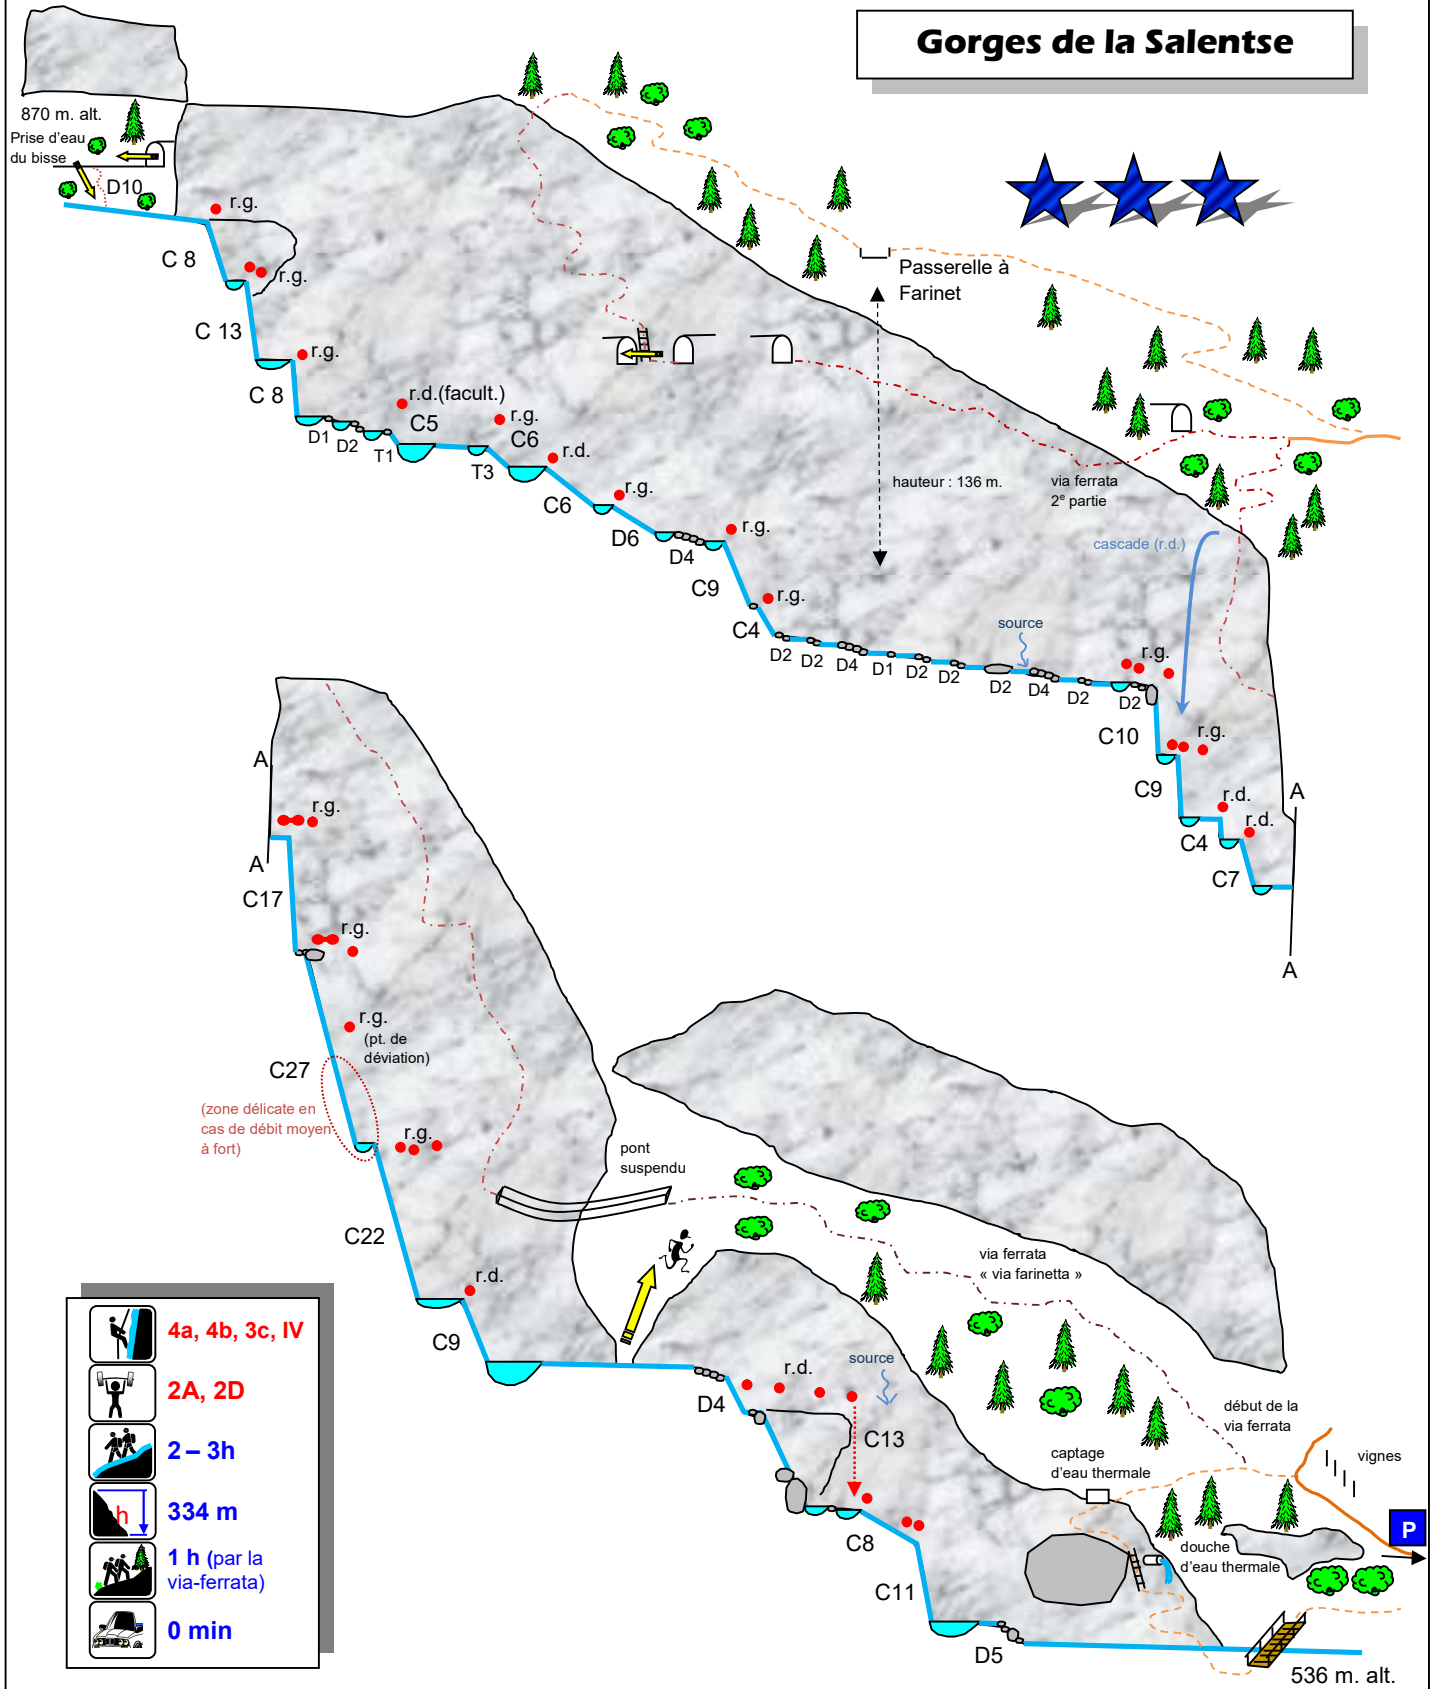 Gorges de la Salentse
870 m. alt.
Prise d'eau
du bisse
D10
r.g.
C 8
r.g.
C 13
r.g.
C 8
D1
D2
T1
r.d.(facult.)
C5
r.g.
C6
T3
r.d.
C6
r.g.
D6
D4
r.g.
C9
r.g.
C4
D2
D2
D4
D1
D2
D2
D2
D4
D2
D2
source
Passerelle à
Farinet
hauteur : 136 m.
via ferrata
2e partie
cascade (r.d.)
r.g.
C10
r.g.
C9
r.d.
C4
r.d.
C7
A
A
A
A
r.g.
C17
r.g.
r.g.
(pt. de
déviation)
C27
(zone délicate en
cas de débit moyen
à fort)
r.g.
C22
r.d.
C9
pont
suspendu
via ferrata
« via farinetta »
D4
r.d.
source
C13
C8
C11
D5
captage
d'eau thermale
début de la
via ferrata
vignes
P
douche
d'eau thermale
536 m. alt.
4a, 4b, 3c, IV
2A, 2D
2 – 3h
h
334 m
1 h (par la
via-ferrata)
0 min